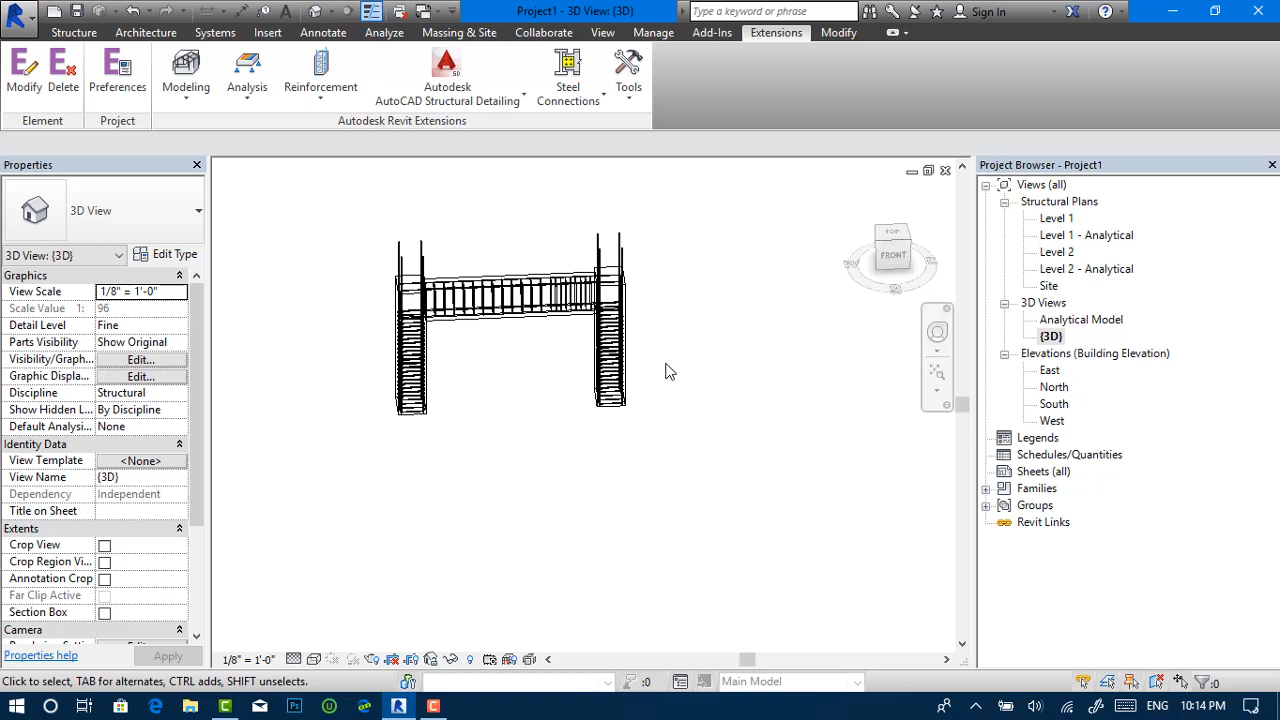 Project1 - 3D View: {3D}
Type a keyword or phrase
Sign In
Structure
Architecture
Systems
Insert
Annotate
Analyze
Massing & Site
Collaborate
View
Manage
Add-Ins
Extensions
Modify
Modify
Delete
Preferences
Modeling
Analysis
Reinforcement
Autodesk
AutoCAD Structural Detailing
Steel
Connections
Tools
Element
Project
Autodesk Revit Extensions
Properties
3D View
3D View: {3D}
Edit Type
Graphics
View Scale
1/8" = 1'-0"
Scale Value 1:
96
Detail Level
Fine
Parts Visibility
Show Original
Visibility/Graph...
Edit...
Graphic Displa...
Edit...
Discipline
Structural
Show Hidden L...
By Discipline
Default Analysi...
None
Identity Data
View Template
<None>
View Name
{3D}
Dependency
Independent
Title on Sheet
Extents
Crop View
Crop Region Vi...
Annotation Crop
Far Clip Active
Section Box
Camera
Properties help
Apply
TOP
FRONT
Project Browser - Project1
Views (all)
Structural Plans
Level 1
Level 1 - Analytical
Level 2
Level 2 - Analytical
Site
3D Views
Analytical Model
{3D}
Elevations (Building Elevation)
East
North
South
West
Legends
Schedules/Quantities
Sheets (all)
Families
Groups
Revit Links
1/8" = 1'-0"
Click to select, TAB for alternates, CTRL adds, SHIFT unselects.
:0
Main Model
:0
10:14 PM